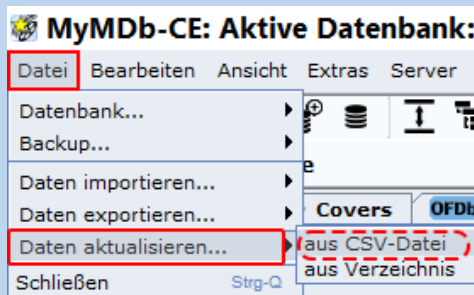 MyMDb-CE: Aktive Datenbank:
Datei Bearbeiten Ansicht Extras Server
Datenbank...
Backup...
Daten importieren...
Daten exportieren...
Covers OFDb
Daten aktualisieren...
aus CSV-Datei
aus Verzeichnis
Schließen Strg-Q